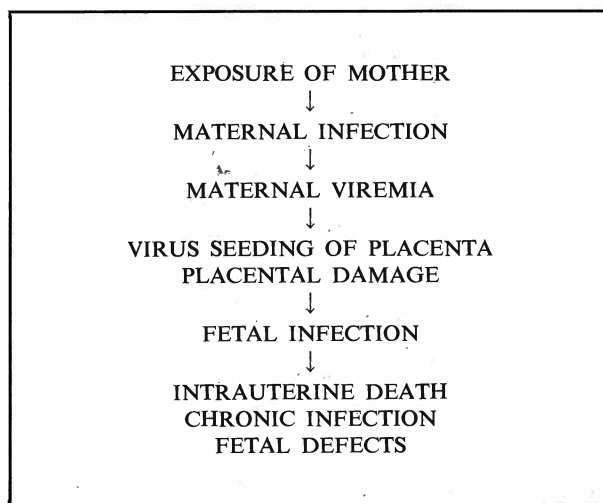 EXPOSURE OF MOTHER
↓
MATERNAL INFECTION
↓
MATERNAL VIREMIA
↓
VIRUS SEEDING OF PLACENTA
PLACENTAL DAMAGE
↓
FETAL INFECTION
↓
INTRAUTERINE DEATH
CHRONIC INFECTION
FETAL DEFECTS